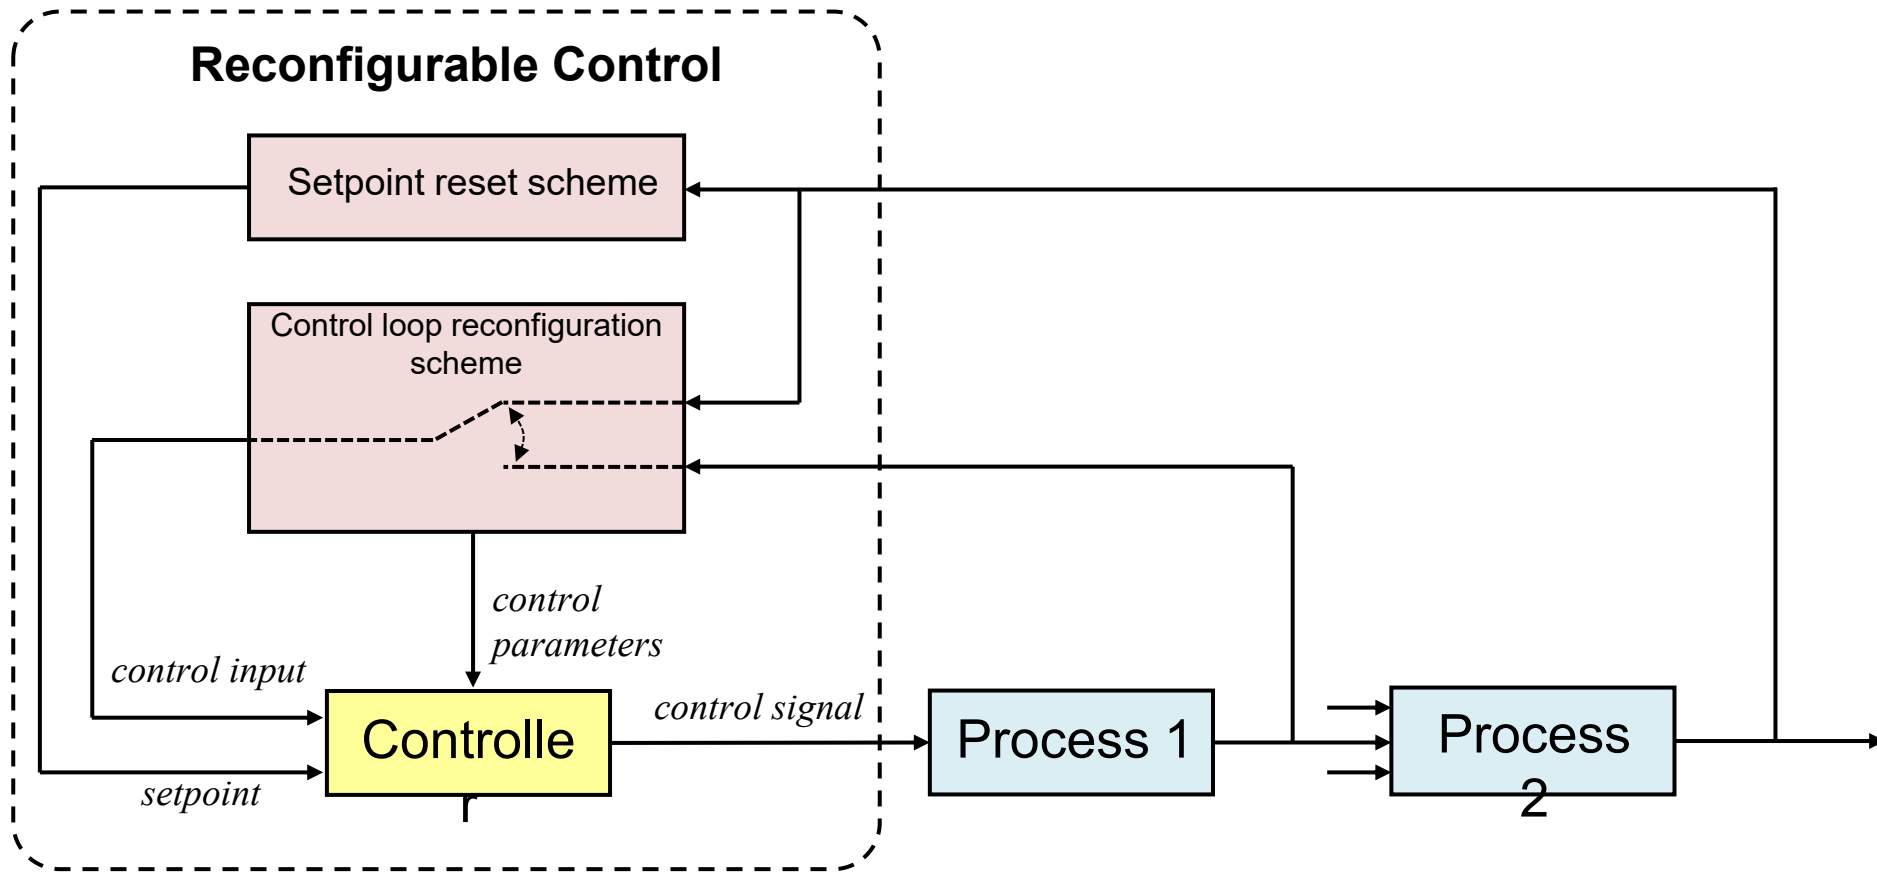 Reconfigurable Control
Setpoint reset scheme
Control loop reconfiguration
scheme
control
parameters
control input
setpoint
Controlle
r
control signal
Process 1
Process
2